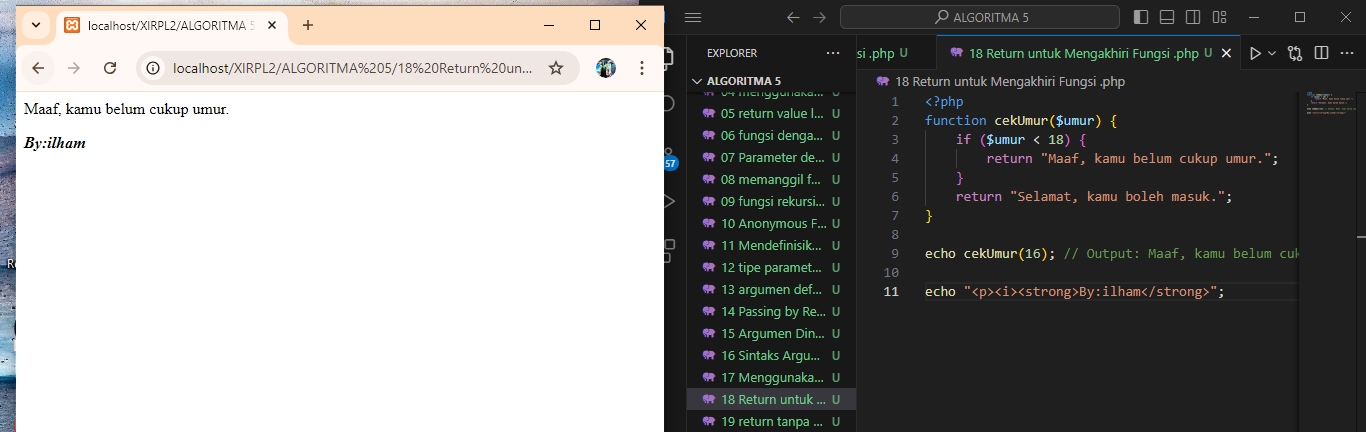 localhost/XIRPL2/ALGORITMA 5
localhost/XIRPL2/ALGORITMA%205/18%20Return%20un...
Maaf, kamu belum cukup umur.
By:ilham
ALGORITMA 5
57
EXPLORER
ALGORITMA 5
04 menggunaka... U
05 return value l... U
06 fungsi denga... U
07 Parameter de... U
08 memanggil f... U
09 fungsi rekursi... U
10 Anonymous F... U
11 Mendefinisik... U
12 tipe paramet... U
13 argumen def... U
14 Passing by Re... U
15 Argumen Din... U
16 Sintaks Argu... U
17 Menggunaka... U
18 Return untuk ... U
19 return tanpa ... U
si .php U
18 Return untuk Mengakhiri Fungsi .php U
18 Return untuk Mengakhiri Fungsi .php
1 <?php
2 function cekUmur($umur) {
3 if ($umur < 18) {
4 return "Maaf, kamu belum cukup umur.";
5 }
6 return "Selamat, kamu boleh masuk.";
7 }
8
9 echo cekUmur(16); // Output: Maaf, kamu belum cuk
10
11 echo "<p><i><strong>By:ilham</strong>";